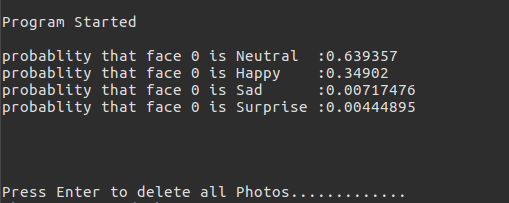 Program Started
probablity that face 0 is Neutral  :0.639357
probablity that face 0 is Happy    :0.34902
probablity that face 0 is Sad      :0.00717476
probablity that face 0 is Surprise :0.00444895
Press Enter to delete all Photos.............